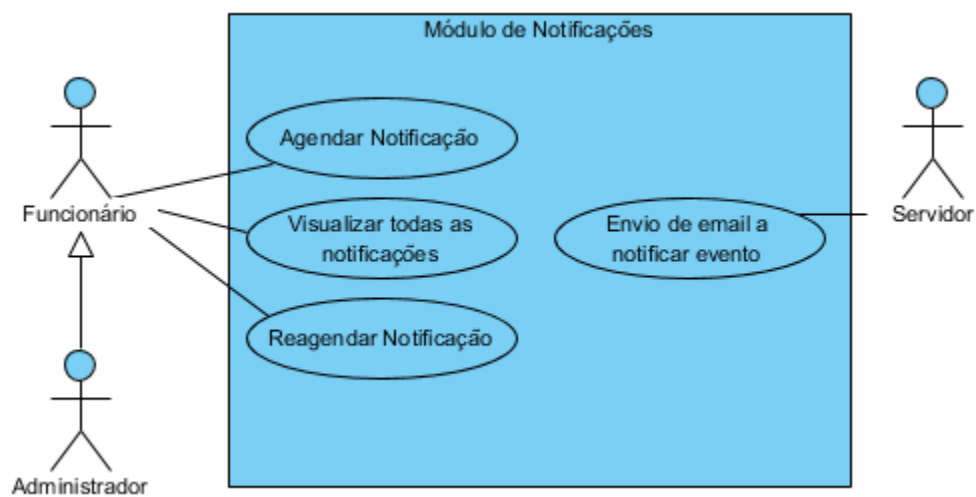 Módulo de Notificações
Agendar Notificação
Funcionário
Visualizar todas as
notificações
Envio de email a
notificar evento
Servidor
Reagendar Notificação
Administrador